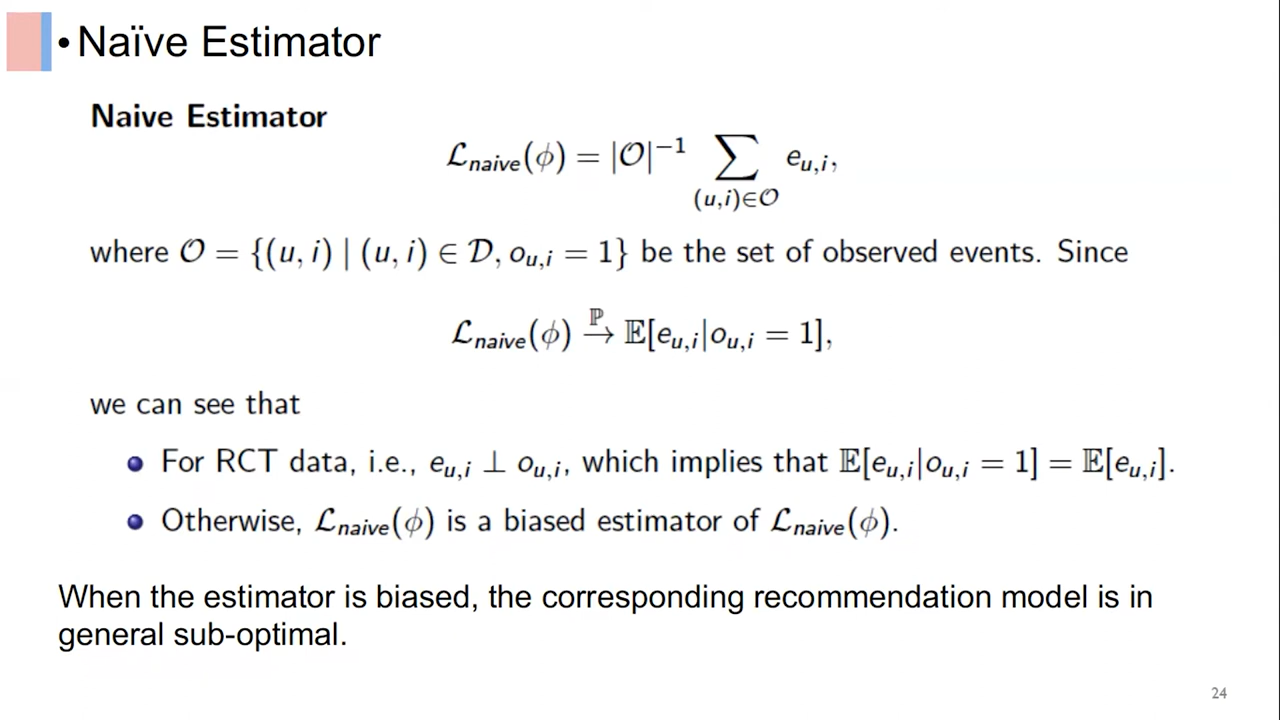 • Naïve Estimator
Naive Estimator
ℒ_naive(ϕ) = |𝒪|⁻¹ ∑_{(u,i)∈𝒪} e_{u,i},
where 𝒪 = {(u, i) | (u, i) ∈ 𝒟, o_{u,i} = 1} be the set of observed events. Since
ℒ_naive(ϕ) →^ℙ 𝔼[e_{u,i}|o_{u,i} = 1],
we can see that
For RCT data, i.e., e_{u,i} ⊥ o_{u,i}, which implies that 𝔼[e_{u,i}|o_{u,i} = 1] = 𝔼[e_{u,i}].
Otherwise, ℒ_naive(ϕ) is a biased estimator of ℒ_naive(ϕ).
When the estimator is biased, the corresponding recommendation model is in
general sub-optimal.
24